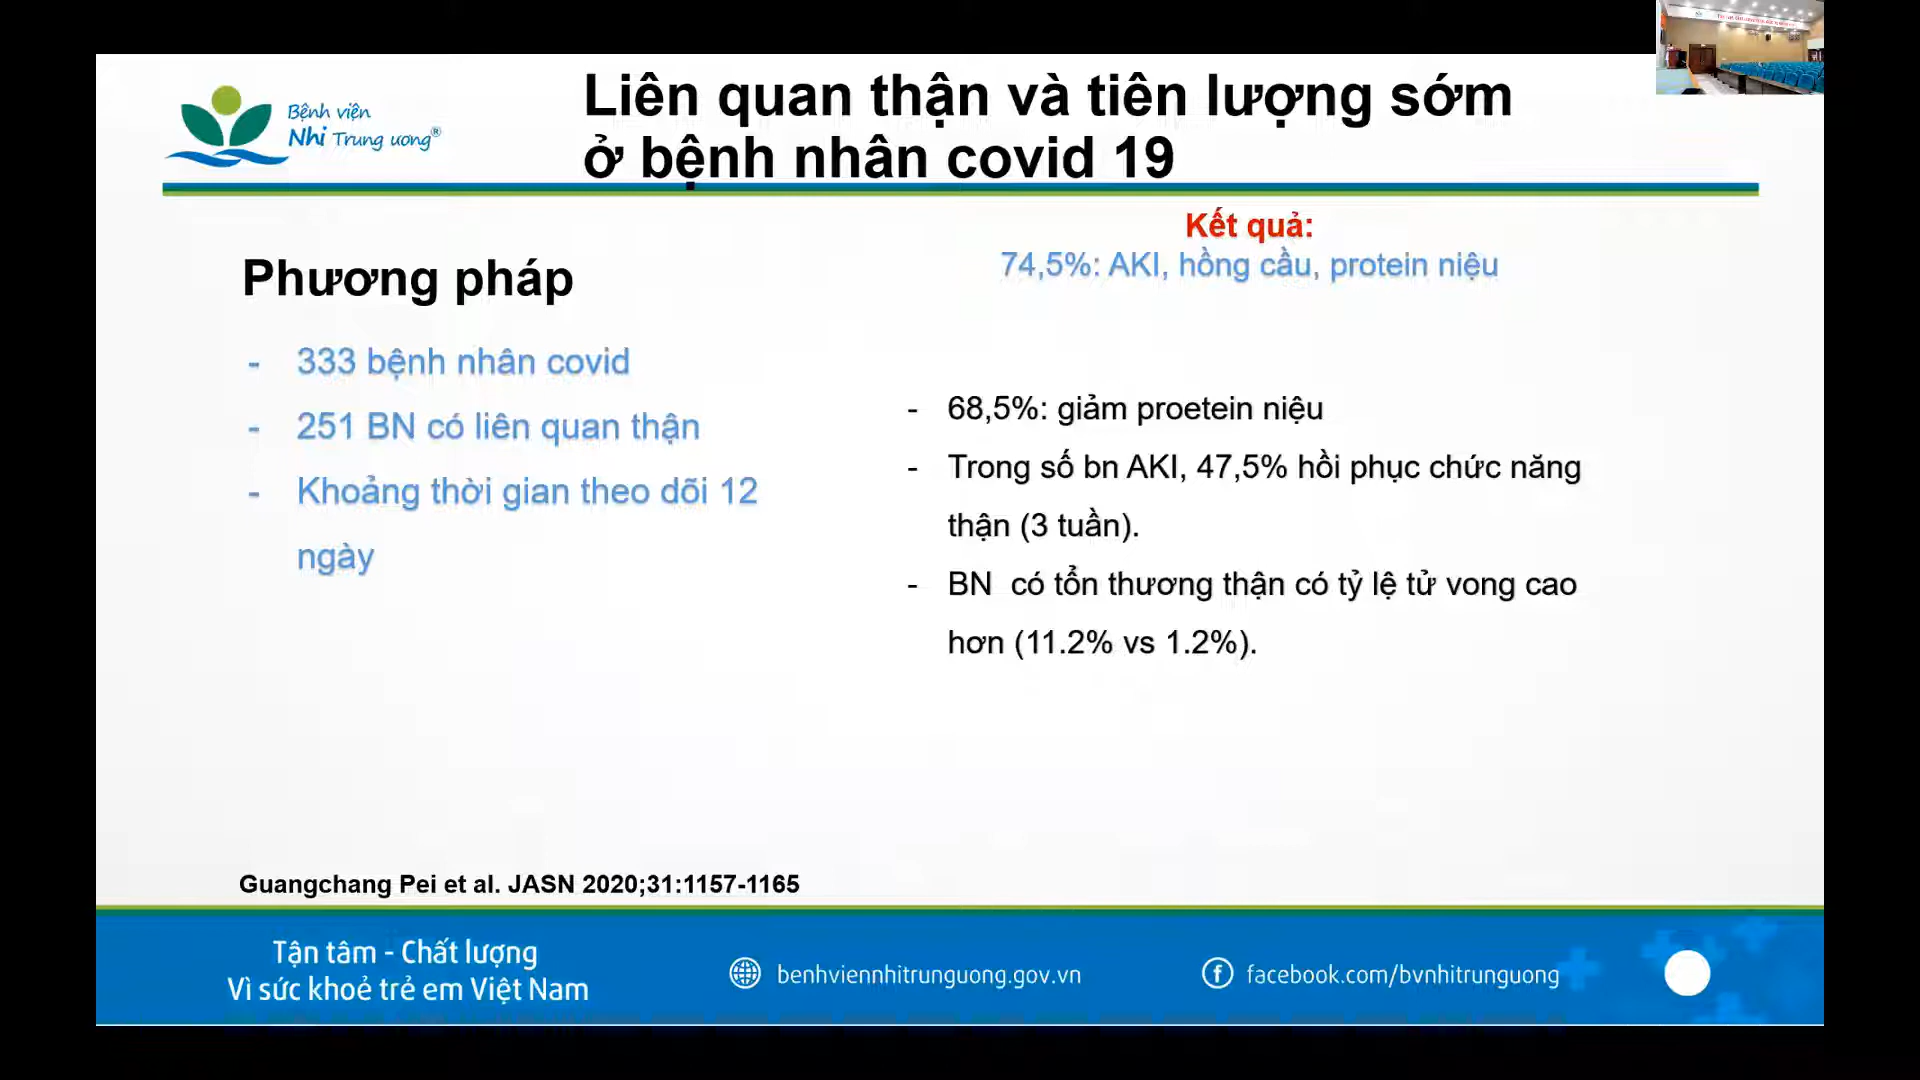 Bệnh viện
Nhi Trung ương®
Liên quan thận và tiên lượng sớm
ở bệnh nhân covid 19
Phương pháp
- 333 bệnh nhân covid
- 251 BN có liên quan thận
- Khoảng thời gian theo dõi 12
ngày
Kết quả:
74,5%: AKI, hồng cầu, protein niệu
- 68,5%: giảm proetein niệu
- Trong số bn AKI, 47,5% hồi phục chức năng
thận (3 tuần).
- BN có tổn thương thận có tỷ lệ tử vong cao
hơn (11.2% vs 1.2%).
Guangchang Pei et al. JASN 2020;31:1157-1165
Tận tâm - Chất lượng
Vì sức khoẻ trẻ em Việt Nam
benhviennhitrunguong.gov.vn
facebook.com/bvnhitrunguong